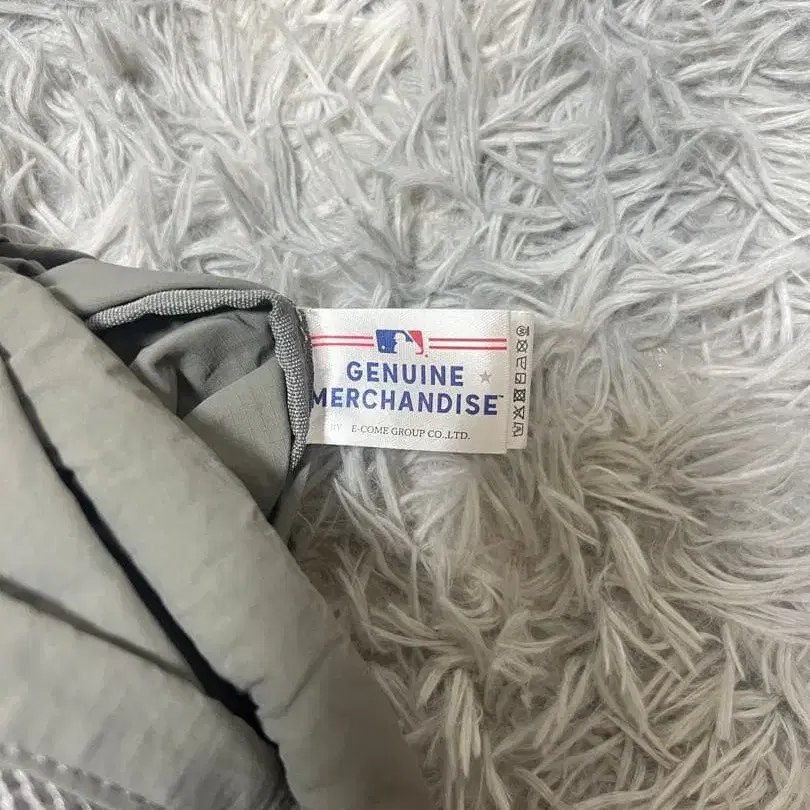 GENUINE
MERCHANDISE™
BY E-COME GROUP CO.,LTD.